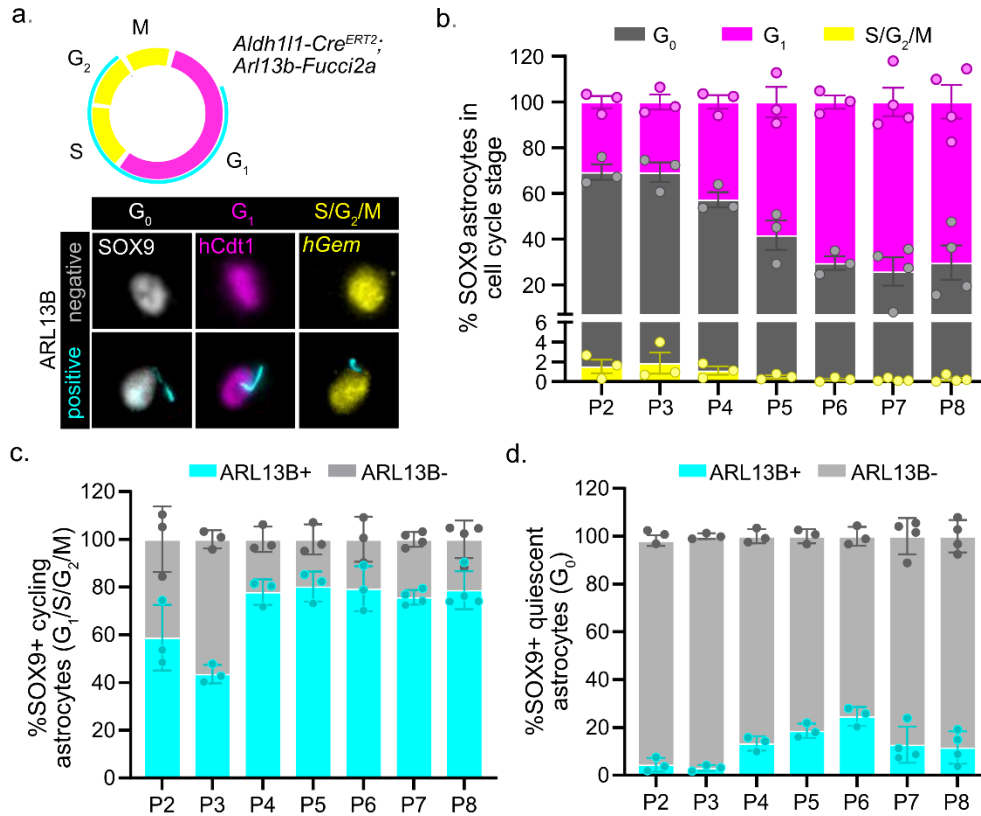 a.
M
G₂
S
G₁
Aldh1l1-Creᴱᴿᵀ²;
Arl13b-Fucci2a
G₀ G₁ S/G₂/M
SOX9 hCdt1 hGem
ARL13B
negative
positive
b.
G₀ G₁ S/G₂/M
% SOX9 astrocytes in
cell cycle stage
120
100
80
60
40
20
6
4
2
0
P2 P3 P4 P5 P6 P7 P8
c.
ARL13B+ ARL13B-
%SOX9+ cycling
astrocytes (G₁/S/G₂/M)
120
100
80
60
40
20
0
P2 P3 P4 P5 P6 P7 P8
d.
ARL13B+ ARL13B-
%SOX9+ quiescent
astrocytes (G₀)
120
100
80
60
40
20
0
P2 P3 P4 P5 P6 P7 P8